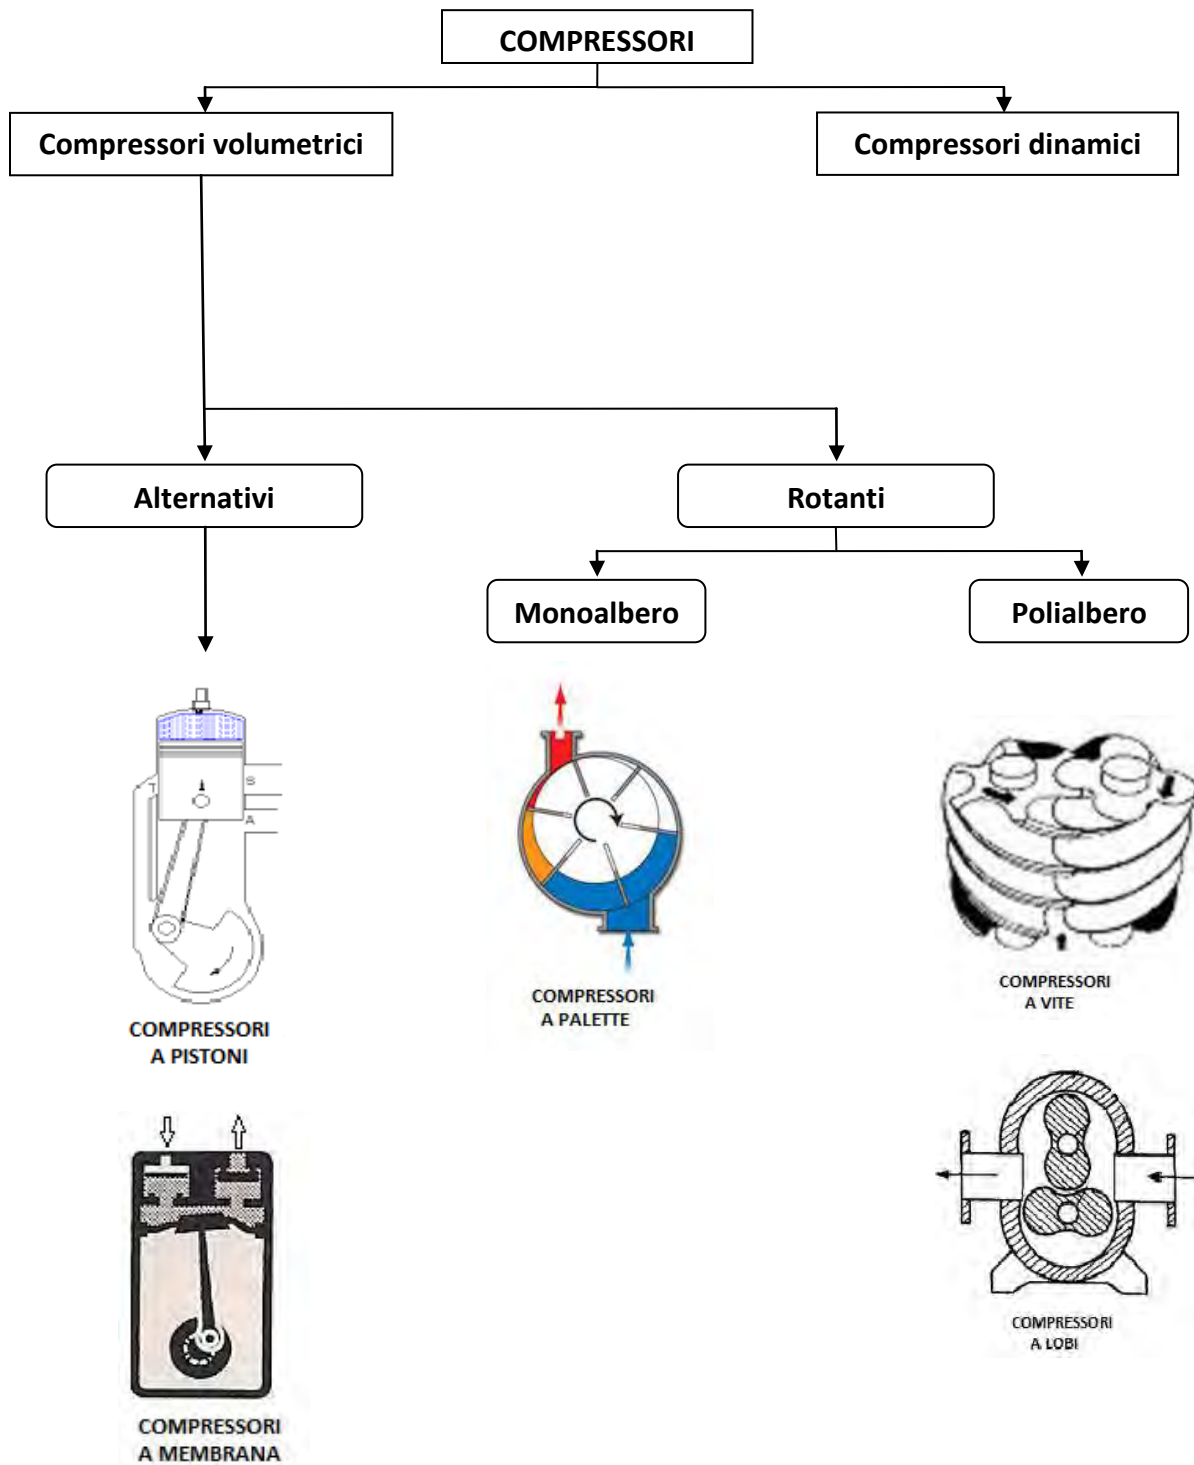 COMPRESSORI
Compressori volumetrici
Compressori dinamici
Alternativi
Rotanti
Monoalbero
Polialbero
T
S
A
COMPRESSORI
A PISTONI
COMPRESSORI
A PALETTE
COMPRESSORI
A VITE
COMPRESSORI
A MEMBRANA
COMPRESSORI
A LOBI